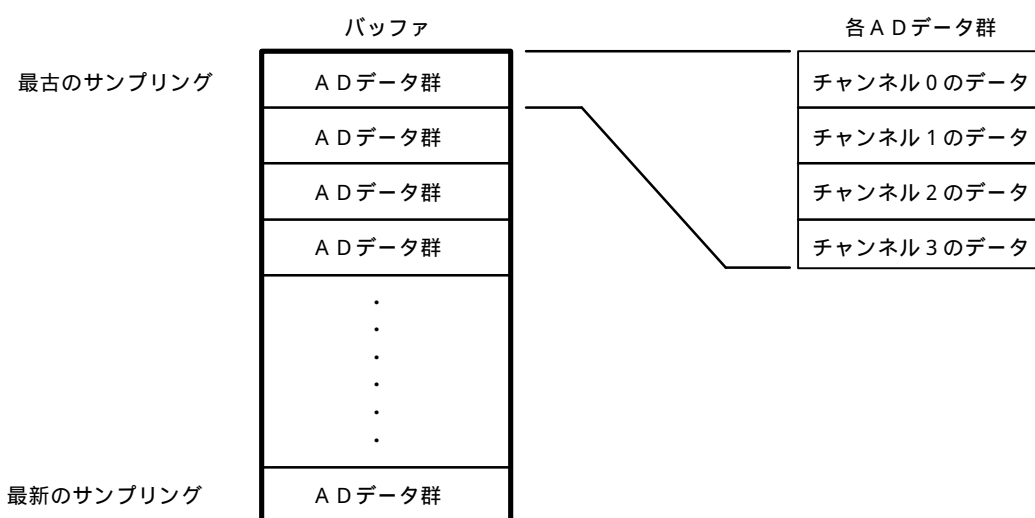 バッファ
各ＡＤデータ群
最古のサンプリング
ＡＤデータ群
チャンネル０のデータ
ＡＤデータ群
チャンネル１のデータ
ＡＤデータ群
チャンネル２のデータ
ＡＤデータ群
チャンネル３のデータ
・
・
・
・
・
・
最新のサンプリング
ＡＤデータ群